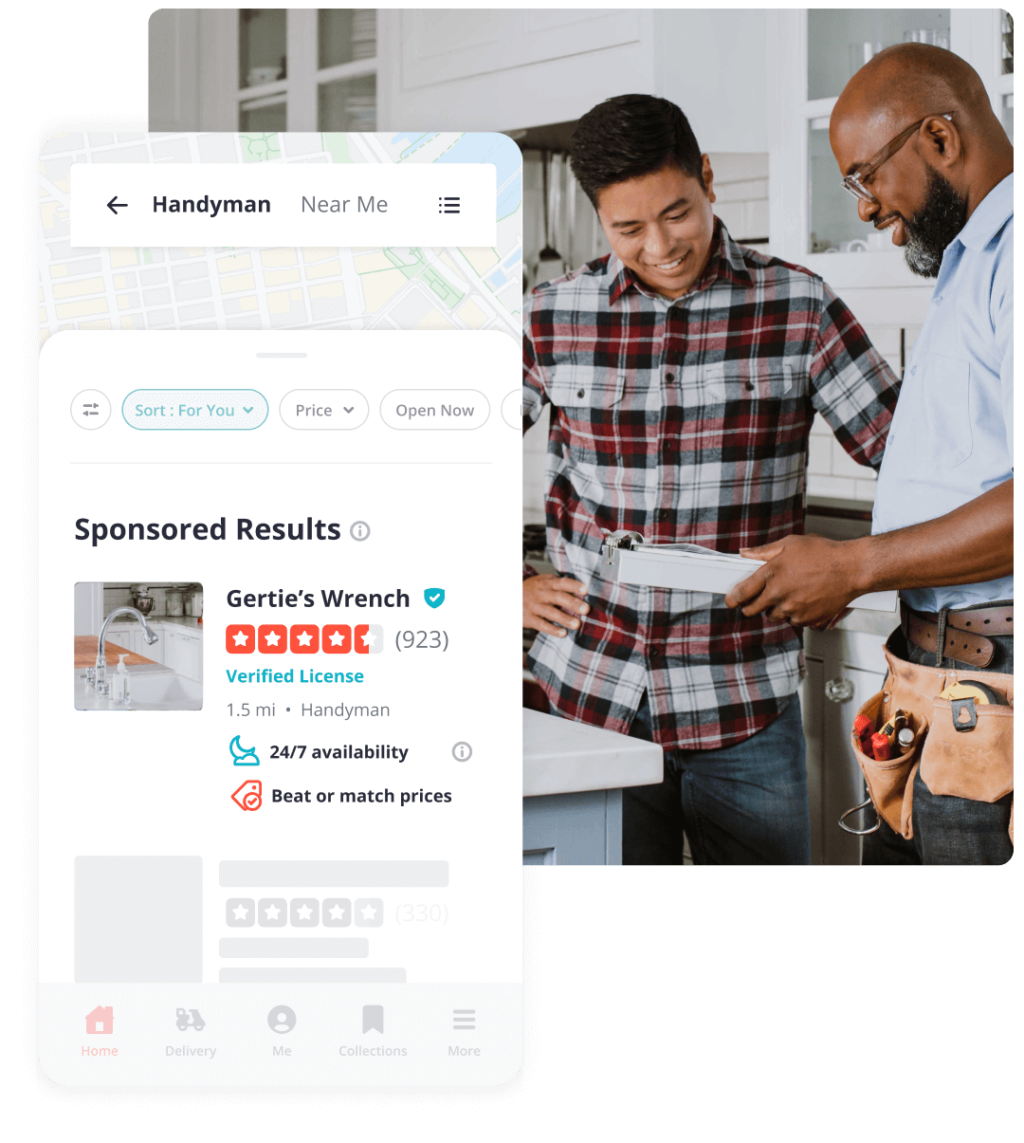 Handyman Near Me
Sort : For You
Price
Open Now
Sponsored Results
Gertie’s Wrench
(923)
Verified License
1.5 mi • Handyman
24/7 availability
Beat or match prices
(330)
Home
Delivery
Me
Collections
More